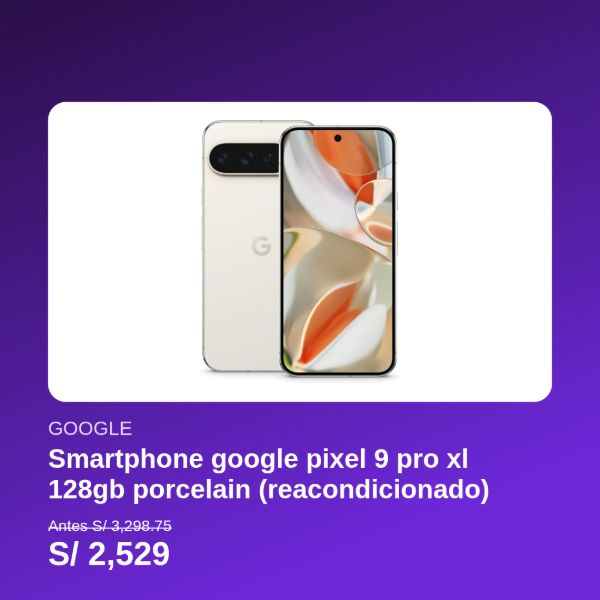 GOOGLE
Smartphone google pixel 9 pro xl
128gb porcelain (reacondicionado)
Antes S/ 3,298.75
S/ 2,529